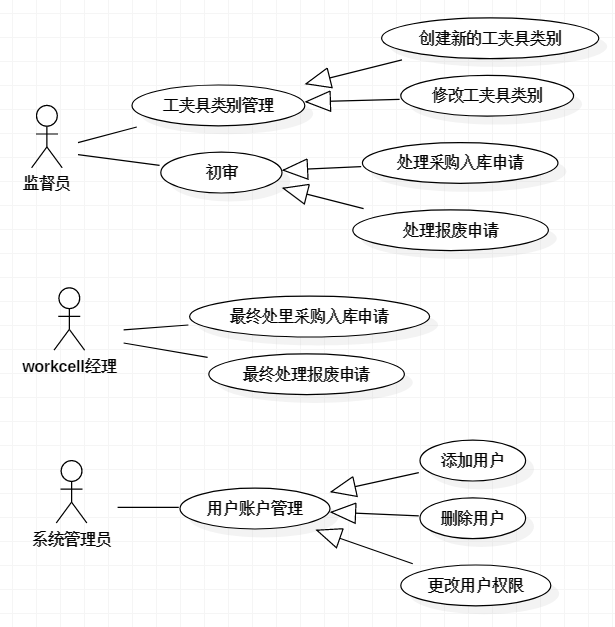 创建新的工夹具类别
工夹具类别管理
修改工夹具类别
监督员
初审
处理采购入库申请
处理报废申请
最终处里采购入库申请
workcell经理
最终处理报废申请
添加用户
用户账户管理
删除用户
系统管理员
更改用户权限